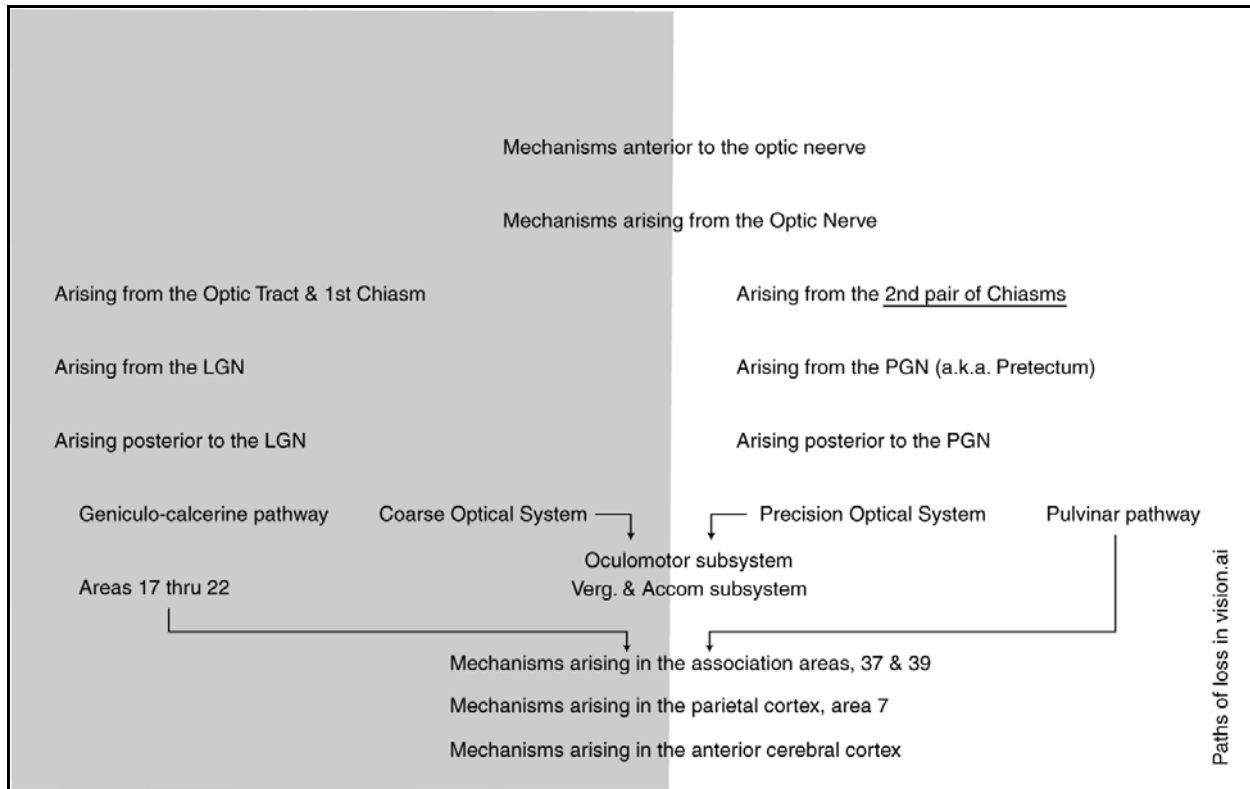 Mechanisms anterior to the optic neerve
Mechanisms arising from the Optic Nerve
Arising from the Optic Tract & 1st Chiasm
Arising from the 2nd pair of Chiasms
Arising from the LGN
Arising from the PGN (a.k.a. Pretectum)
Arising posterior to the LGN
Arising posterior to the PGN
Geniculo-calcerine pathway
Coarse Optical System
Precision Optical System
Pulvinar pathway
Oculomotor subsystem
Verg. & Accom subsystem
Areas 17 thru 22
Mechanisms arising in the association areas, 37 & 39
Mechanisms arising in the parietal cortex, area 7
Mechanisms arising in the anterior cerebral cortex
Paths of loss in vision.ai